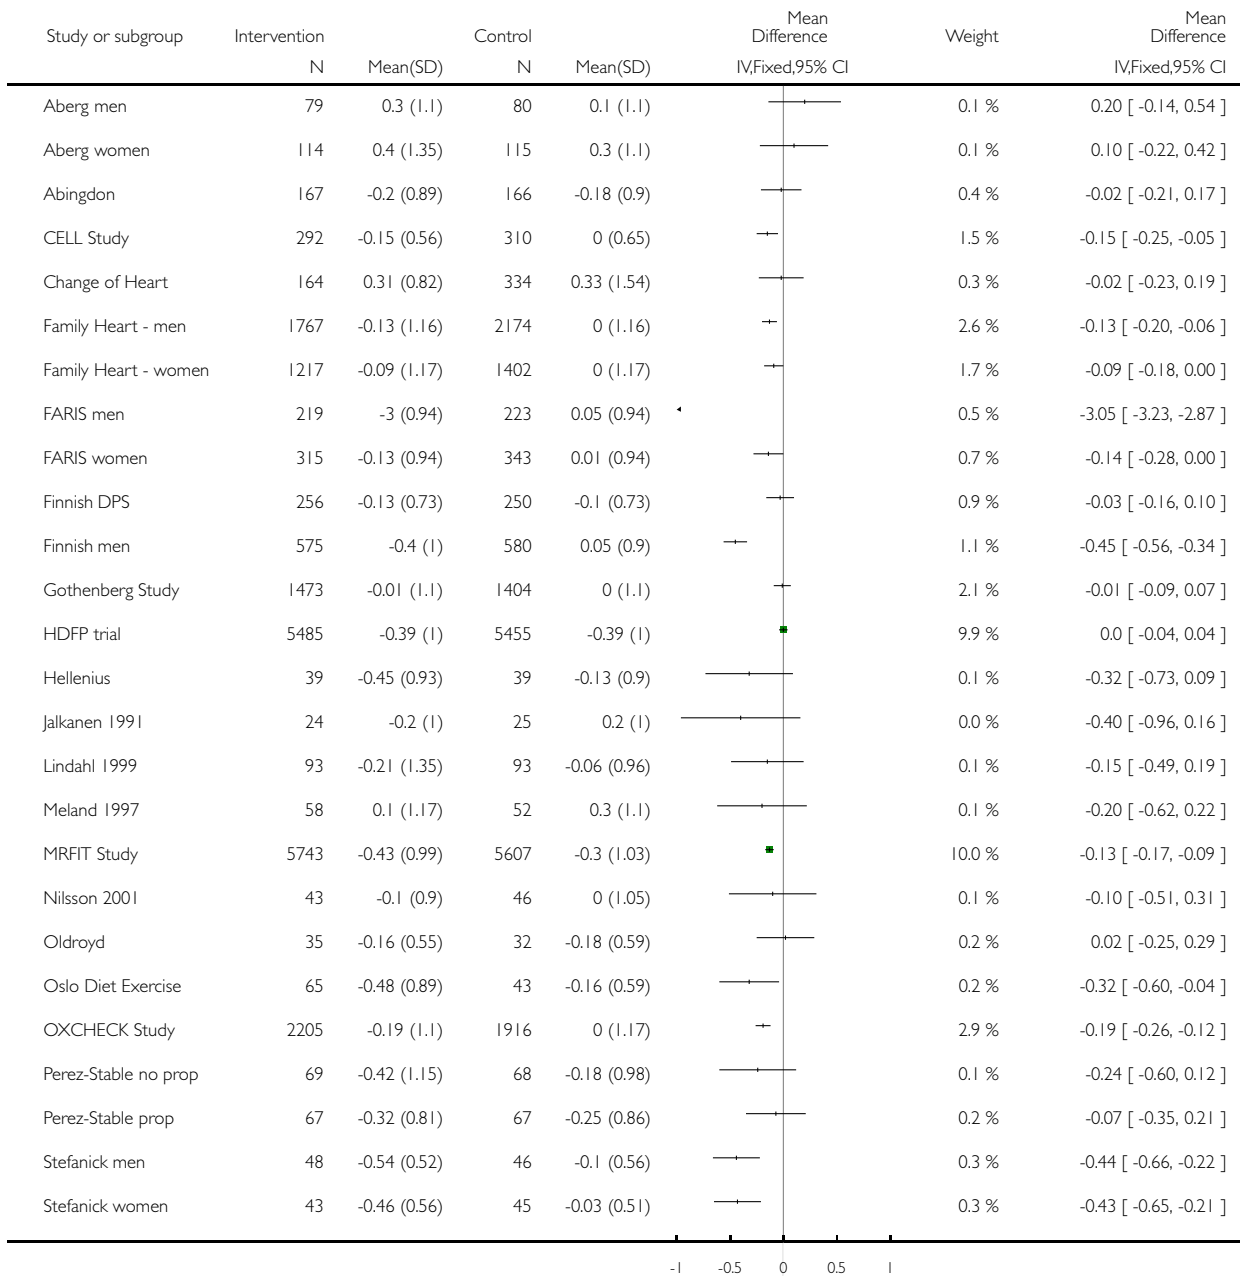 Mean Mean
Study or subgroup Intervention Control Difference Weight Difference
N Mean(SD) N Mean(SD) IV,Fixed,95% CI IV,Fixed,95% CI
Aberg men 79 0.3 (1.1) 80 0.1 (1.1) 0.1 % 0.20 [ -0.14, 0.54 ]
Aberg women 114 0.4 (1.35) 115 0.3 (1.1) 0.1 % 0.10 [ -0.22, 0.42 ]
Abingdon 167 -0.2 (0.89) 166 -0.18 (0.9) 0.4 % -0.02 [ -0.21, 0.17 ]
CELL Study 292 -0.15 (0.56) 310 0 (0.65) 1.5 % -0.15 [ -0.25, -0.05 ]
Change of Heart 164 0.31 (0.82) 334 0.33 (1.54) 0.3 % -0.02 [ -0.23, 0.19 ]
Family Heart - men 1767 -0.13 (1.16) 2174 0 (1.16) 2.6 % -0.13 [ -0.20, -0.06 ]
Family Heart - women 1217 -0.09 (1.17) 1402 0 (1.17) 1.7 % -0.09 [ -0.18, 0.00 ]
FARIS men 219 -3 (0.94) 223 0.05 (0.94) 0.5 % -3.05 [ -3.23, -2.87 ]
FARIS women 315 -0.13 (0.94) 343 0.01 (0.94) 0.7 % -0.14 [ -0.28, 0.00 ]
Finnish DPS 256 -0.13 (0.73) 250 -0.1 (0.73) 0.9 % -0.03 [ -0.16, 0.10 ]
Finnish men 575 -0.4 (1) 580 0.05 (0.9) 1.1 % -0.45 [ -0.56, -0.34 ]
Gothenberg Study 1473 -0.01 (1.1) 1404 0 (1.1) 2.1 % -0.01 [ -0.09, 0.07 ]
HDFP trial 5485 -0.39 (1) 5455 -0.39 (1) 9.9 % 0.0 [ -0.04, 0.04 ]
Hellenius 39 -0.45 (0.93) 39 -0.13 (0.9) 0.1 % -0.32 [ -0.73, 0.09 ]
Jalkanen 1991 24 -0.2 (1) 25 0.2 (1) 0.0 % -0.40 [ -0.96, 0.16 ]
Lindahl 1999 93 -0.21 (1.35) 93 -0.06 (0.96) 0.1 % -0.15 [ -0.49, 0.19 ]
Meland 1997 58 0.1 (1.17) 52 0.3 (1.1) 0.1 % -0.20 [ -0.62, 0.22 ]
MRFIT Study 5743 -0.43 (0.99) 5607 -0.3 (1.03) 10.0 % -0.13 [ -0.17, -0.09 ]
Nilsson 2001 43 -0.1 (0.9) 46 0 (1.05) 0.1 % -0.10 [ -0.51, 0.31 ]
Oldroyd 35 -0.16 (0.55) 32 -0.18 (0.59) 0.2 % 0.02 [ -0.25, 0.29 ]
Oslo Diet Exercise 65 -0.48 (0.89) 43 -0.16 (0.59) 0.2 % -0.32 [ -0.60, -0.04 ]
OXCHECK Study 2205 -0.19 (1.1) 1916 0 (1.17) 2.9 % -0.19 [ -0.26, -0.12 ]
Perez-Stable no prop 69 -0.42 (1.15) 68 -0.18 (0.98) 0.1 % -0.24 [ -0.60, 0.12 ]
Perez-Stable prop 67 -0.32 (0.81) 67 -0.25 (0.86) 0.2 % -0.07 [ -0.35, 0.21 ]
Stefanick men 48 -0.54 (0.52) 46 -0.1 (0.56) 0.3 % -0.44 [ -0.66, -0.22 ]
Stefanick women 43 -0.46 (0.56) 45 -0.03 (0.51) 0.3 % -0.43 [ -0.65, -0.21 ]
-1 -0.5 0 0.5 1